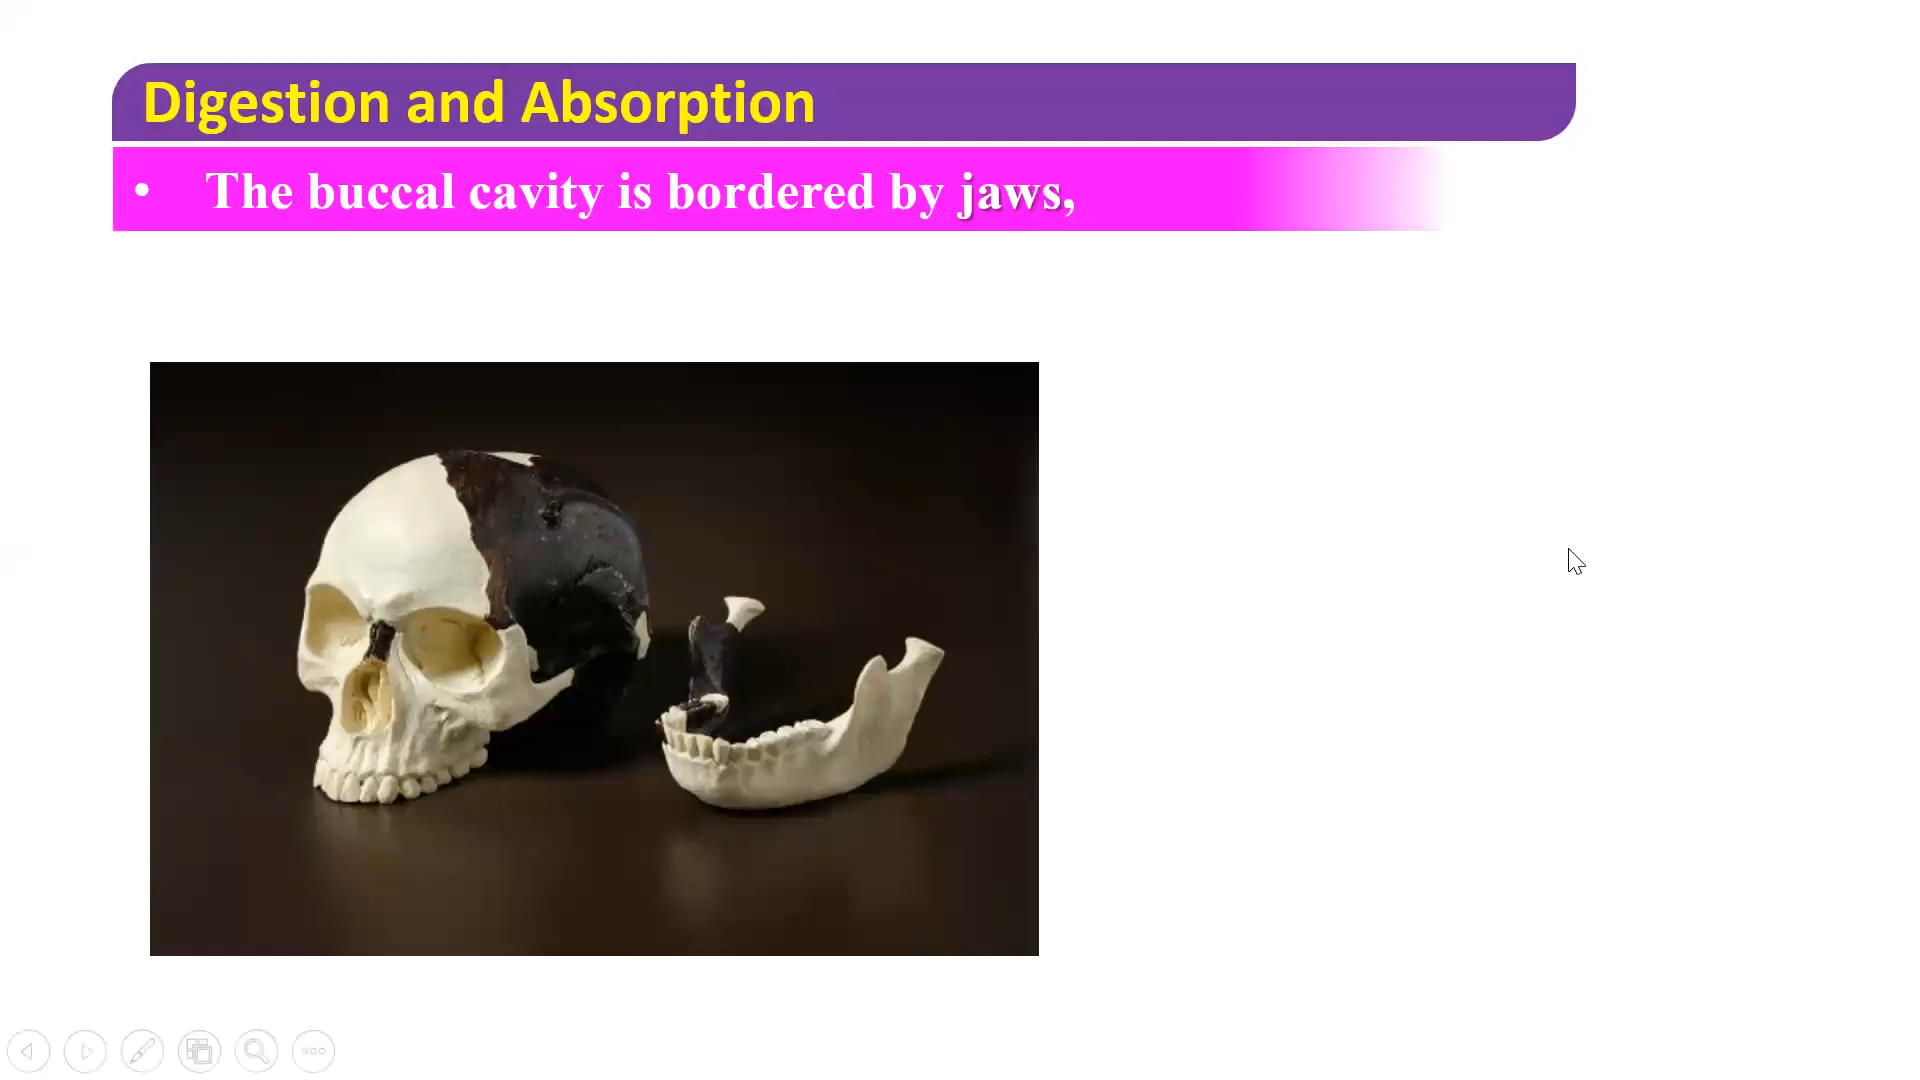 Digestion and Absorption
• The buccal cavity is bordered by jaws,